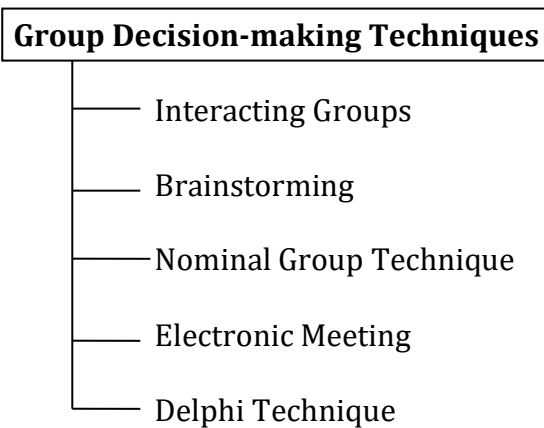 Group Decision-making Techniques
Interacting Groups
Brainstorming
Nominal Group Technique
Electronic Meeting
Delphi Technique